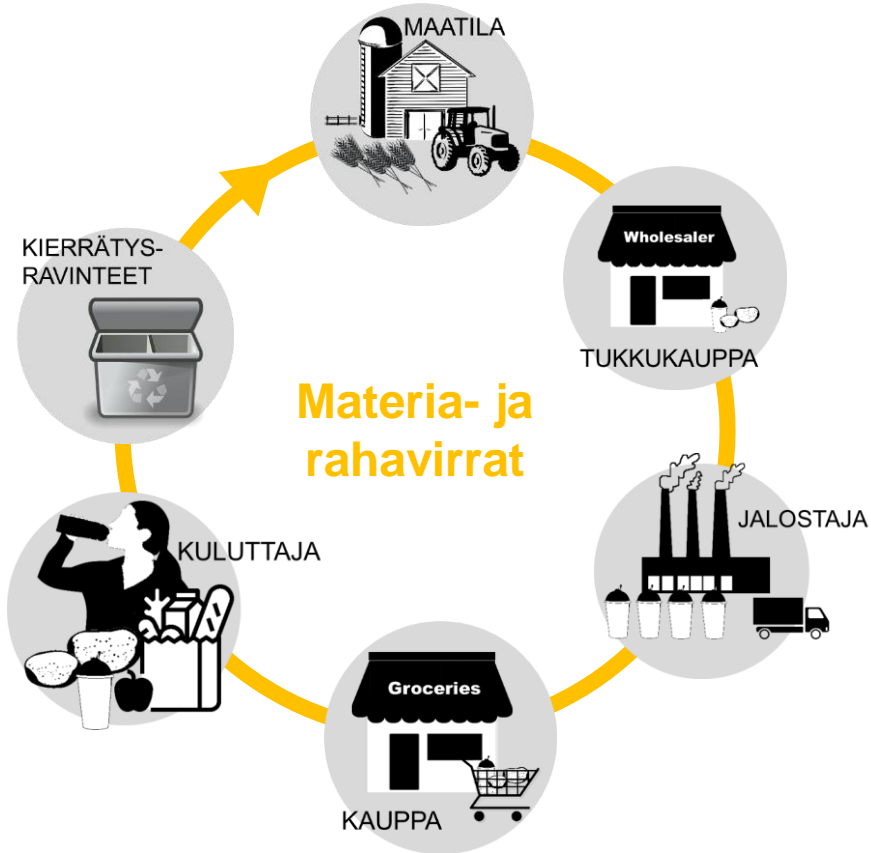 MAATILA
Wholesaler
TUKKUKAUPPA
JALOSTAJA
Groceries
KAUPPA
KULUTTAJA
KIERRÄTYS-
RAVINTEET
Materia- ja
rahavirrat